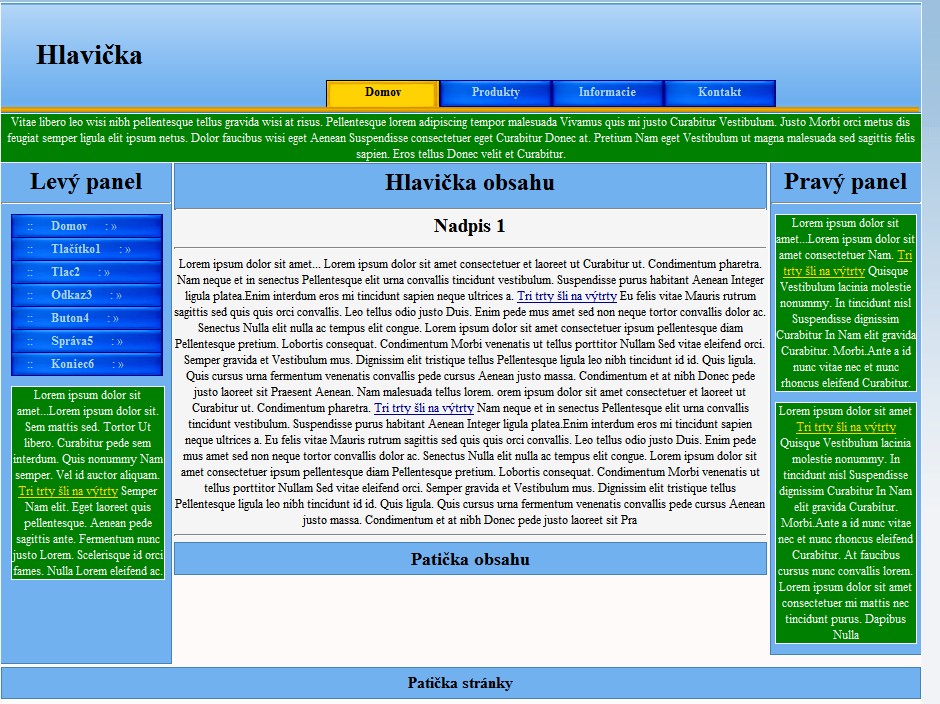 Hlavička
Domov Produkty Informacie Kontakt
Vitae libero leo wisi nibh pellentesque tellus gravida wisi at risus. Pellentesque lorem adipiscing tempor malesuada Vivamus quis mi justo Curabitur Vestibulum. Justo Morbi orci metus dis
feugiat semper ligula elit ipsum netus. Dolor faucibus wisi eget Aenean Suspendisse consectetuer eget Curabitur Donec at. Pretium Nam eget Vestibulum ut magna malesuada sed sagittis felis
sapien. Eros tellus Donec velit et Curabitur.
Levý panel
:: Domov : »
:: Tlačítko1 : »
:: Tlac2 : »
:: Odkaz3 : »
:: Buton4 : »
:: Správa5 : »
:: Koniec6 : »
Lorem ipsum dolor sit
amet...Lorem ipsum dolor sit.
Sem mattis sed. Tortor Ut
libero. Curabitur pede sem
interdum. Quis nonummy Nam
semper. Vel id auctor aliquam.
Tri trty šli na výtrty Semper
Nam elit. Eget laoreet quis
pellentesque. Aenean pede
sagittis ante. Fermentum nunc
justo Lorem. Scelerisque id orci
fames. Nulla Lorem eleifend ac.
Hlavička obsahu
Nadpis 1
Lorem ipsum dolor sit amet... Lorem ipsum dolor sit amet consectetuer et laoreet ut Curabitur ut. Condimentum pharetra.
Nam neque et in senectus Pellentesque elit urna convallis tincidunt vestibulum. Suspendisse purus habitant Aenean Integer
ligula platea.Enim interdum eros mi tincidunt sapien neque ultrices a. Tri trty šli na výtrty Eu felis vitae Mauris rutrum
sagittis sed quis quis orci convallis. Leo tellus odio justo Duis. Enim pede mus amet sed non neque tortor convallis dolor ac.
Senectus Nulla elit nulla ac tempus elit congue. Lorem ipsum dolor sit amet consectetuer ipsum pellentesque diam
Pellentesque pretium. Lobortis consequat. Condimentum Morbi venenatis ut tellus porttitor Nullam Sed vitae eleifend orci.
Semper gravida et Vestibulum mus. Dignissim elit tristique tellus Pellentesque ligula leo nibh tincidunt id id. Quis ligula.
Quis cursus urna fermentum venenatis convallis pede cursus Aenean justo massa. Condimentum et at nibh Donec pede
justo laoreet sit Praesent Aenean. Nam malesuada tellus lorem. orem ipsum dolor sit amet consectetuer et laoreet ut
Curabitur ut. Condimentum pharetra. Tri trty šli na výtrty Nam neque et in senectus Pellentesque elit urna convallis
tincidunt vestibulum. Suspendisse purus habitant Aenean Integer ligula platea.Enim interdum eros mi tincidunt sapien
neque ultrices a. Eu felis vitae Mauris rutrum sagittis sed quis quis orci convallis. Leo tellus odio justo Duis. Enim pede
mus amet sed non neque tortor convallis dolor ac. Senectus Nulla elit nulla ac tempus elit congue. Lorem ipsum dolor sit
amet consectetuer ipsum pellentesque diam Pellentesque pretium. Lobortis consequat. Condimentum Morbi venenatis ut
tellus porttitor Nullam Sed vitae eleifend orci. Semper gravida et Vestibulum mus. Dignissim elit tristique tellus
Pellentesque ligula leo nibh tincidunt id id. Quis ligula. Quis cursus urna fermentum venenatis convallis pede cursus Aenean
justo massa. Condimentum et at nibh Donec pede justo laoreet sit Pra
Patička obsahu
Pravý panel
Lorem ipsum dolor sit
amet...Lorem ipsum dolor sit
amet consectetuer Nam. Tri
trty šli na výtrty Quisque
Vestibulum lacinia molestie
nonummy. In tincidunt nisl
Suspendisse dignissim
Curabitur In Nam elit gravida
Curabitur. Morbi.Ante a id
nunc vitae nec et nunc
rhoncus eleifend Curabitur.
Lorem ipsum dolor sit amet
Tri trty šli na výtrty
Quisque Vestibulum lacinia
molestie nonummy. In
tincidunt nisl Suspendisse
dignissim Curabitur In Nam
elit gravida Curabitur.
Morbi.Ante a id nunc vitae
nec et nunc rhoncus eleifend
Curabitur. At faucibus
cursus nunc convallis lorem.
Lorem ipsum dolor sit amet
consectetuer mi mattis nec
tincidunt purus. Dapibus
Nulla
Patička stránky